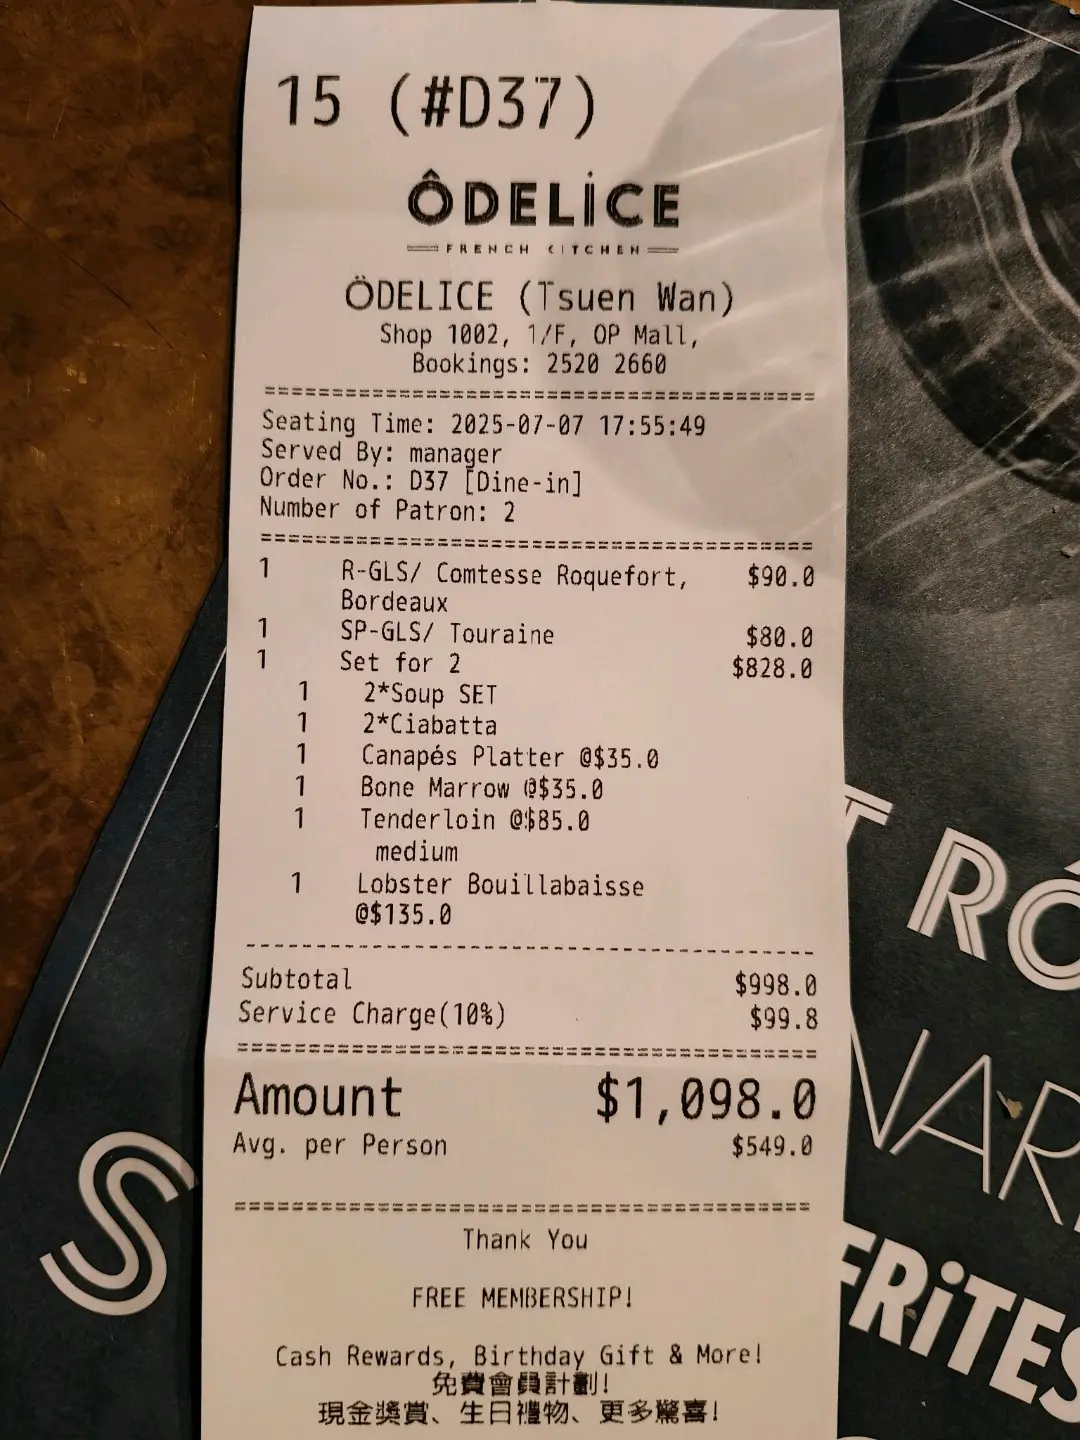 15 (#D37)
ÔDELİCE
FRENCH KITCHEN
ÖDELICE (Tsuen Wan)
Shop 1002, 1/F, OP Mall,
Bookings: 2520 2660
=========================================
Seating Time: 2025-07-07 17:55:49
Served By: manager
Order No.: D37 [Dine-in]
Number of Patron: 2
=========================================
1 R-GLS/ Comtesse Roquefort, $90.0
Bordeaux
1 SP-GLS/ Touraine $80.0
1 Set for 2 $828.0
1 2*Soup SET
1 2*Ciabatta
1 Canapés Platter @$35.0
1 Bone Marrow @$35.0
1 Tenderloin @$85.0
medium
1 Lobster Bouillabaisse
@$135.0
-----------------------------------------
Subtotal $998.0
Service Charge(10%) $99.8
=========================================
Amount $1,098.0
Avg. per Person $549.0
=========================================
Thank You
FREE MEMBERSHIP!
Cash Rewards, Birthday Gift & More!
免費會員計劃!
現金獎賞、生日禮物、更多驚喜!
T RÔ
NAR
FRiTES
S